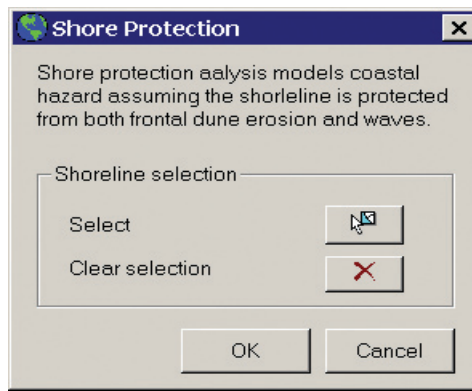 Shore Protection
Shore protection aalysis models coastal
hazard assuming the shorleline is protected
from both frontal dune erosion and waves.
Shoreline selection
Select
Clear selection
OK
Cancel